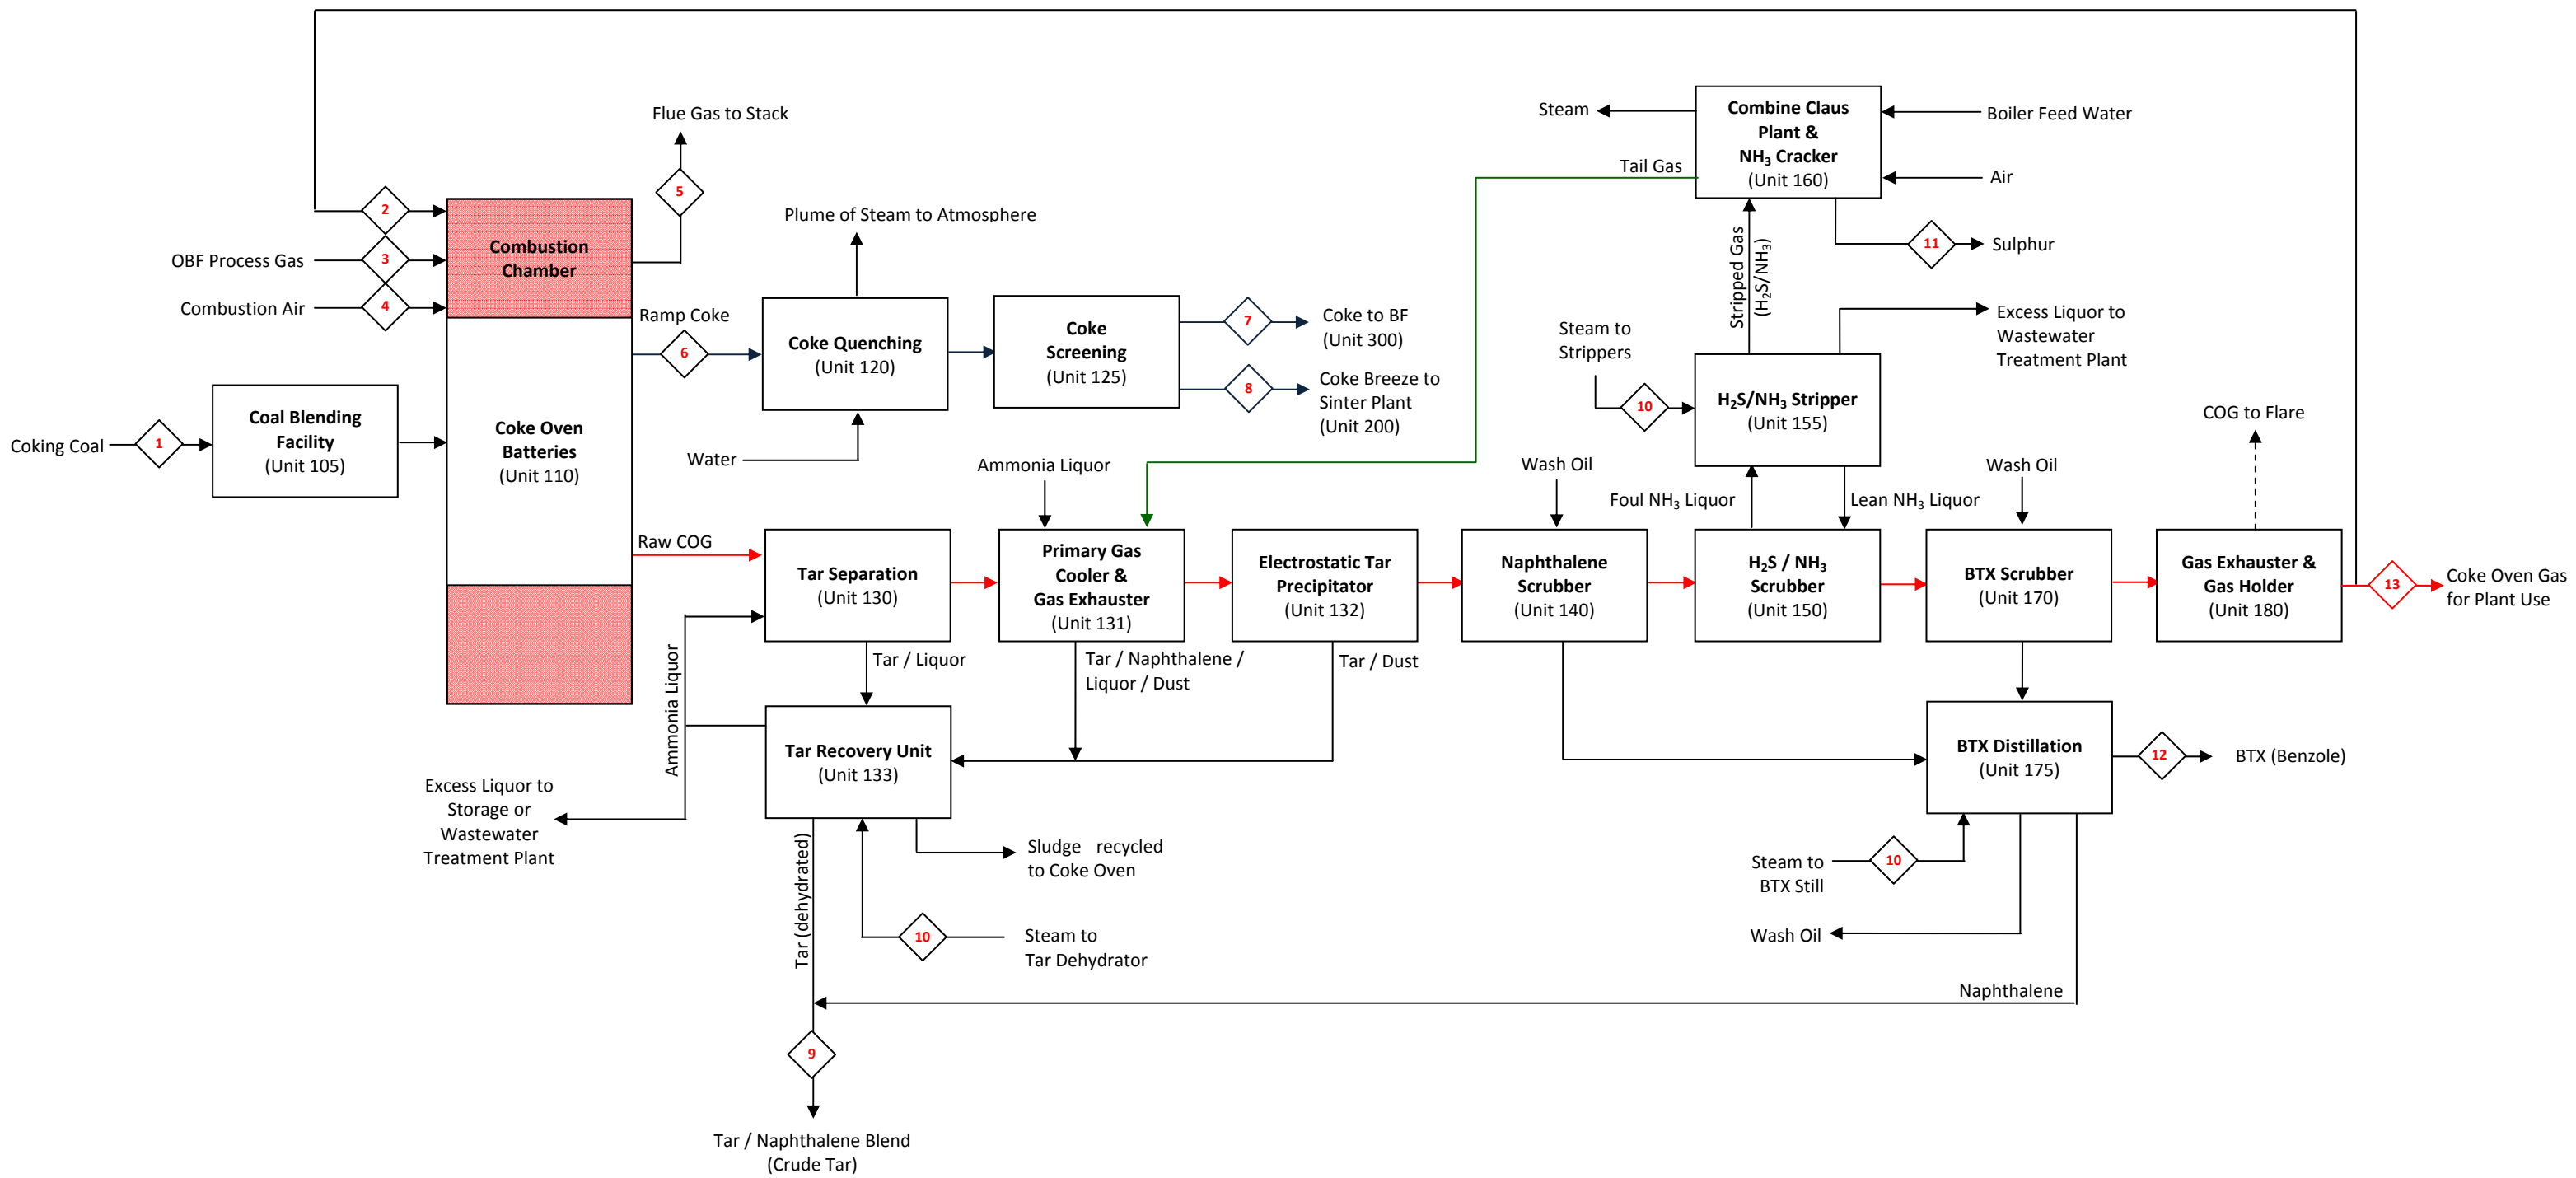 Flue Gas to Stack
Steam
Combine Claus
Plant &
NH₃ Cracker
(Unit 160)
Boiler Feed Water
Tail Gas
Air
5
2
Plume of Steam to Atmosphere
Combustion
Chamber
OBF Process Gas
3
Stripped Gas
(H₂S/NH₃)
11
Sulphur
Combustion Air
4
Ramp Coke
6
Coke Quenching
(Unit 120)
Coke
Screening
(Unit 125)
7
Coke to BF
(Unit 300)
8
Coke Breeze to
Sinter Plant
(Unit 200)
Steam to
Strippers
10
Excess Liquor to
Wastewater
Treatment Plant
H₂S/NH₃ Stripper
(Unit 155)
COG to Flare
Coking Coal
1
Coal Blending
Facility
(Unit 105)
Coke Oven
Batteries
(Unit 110)
Water
Ammonia Liquor
Wash Oil
Foul NH₃ Liquor
Lean NH₃ Liquor
Wash Oil
Raw COG
Tar Separation
(Unit 130)
Primary Gas
Cooler &
Gas Exhauster
(Unit 131)
Electrostatic Tar
Precipitator
(Unit 132)
Naphthalene
Scrubber
(Unit 140)
H₂S / NH₃
Scrubber
(Unit 150)
BTX Scrubber
(Unit 170)
Gas Exhauster &
Gas Holder
(Unit 180)
13
Coke Oven Gas
for Plant Use
Ammonia Liquor
Tar / Liquor
Tar / Naphthalene /
Liquor / Dust
Tar / Dust
Tar Recovery Unit
(Unit 133)
BTX Distillation
(Unit 175)
12
BTX (Benzole)
Excess Liquor to
Storage or
Wastewater
Treatment Plant
Tar (dehydrated)
Sludge recycled
to Coke Oven
Steam to
BTX Still
10
10
Steam to
Tar Dehydrator
Wash Oil
Naphthalene
9
Tar / Naphthalene Blend
(Crude Tar)